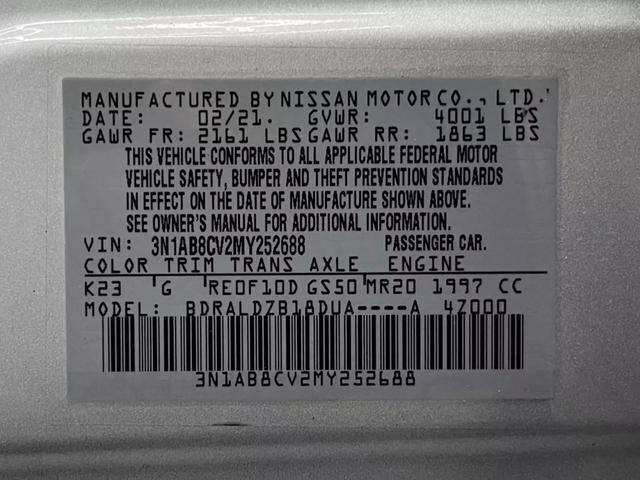 MANUFACTURED BY NISSAN MOTOR CO., LTD.
DATE: 02/21. GVWR: 4001 LBS
GAWR FR: 2161 LBS GAWR RR: 1863 LBS
THIS VEHICLE CONFORMS TO ALL APPLICABLE FEDERAL MOTOR
VEHICLE SAFETY, BUMPER AND THEFT PREVENTION STANDARDS
IN EFFECT ON THE DATE OF MANUFACTURE SHOWN ABOVE.
SEE OWNER'S MANUAL FOR ADDITIONAL INFORMATION.
VIN: 3N1AB8CV2MY252688 PASSENGER CAR.
COLOR TRIM TRANS AXLE ENGINE
K23 G RE0F10D GS50 MR20 1997 CC
MODEL: BDRALDZB18DUA----A 4Z000
3N1AB8CV2MY252688